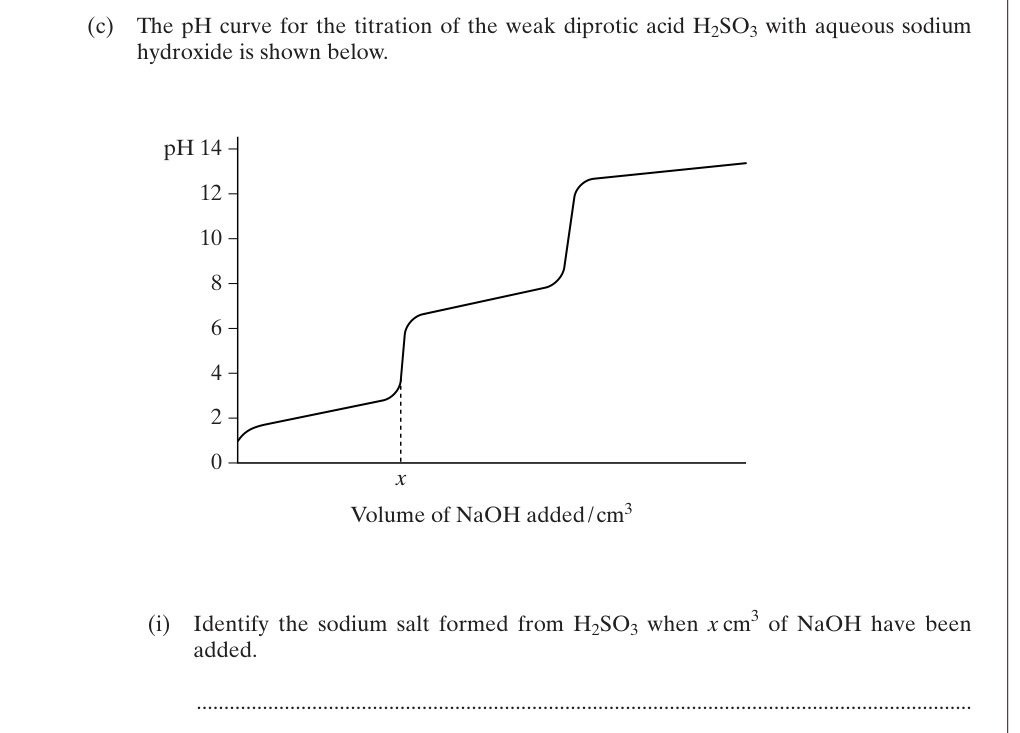 (c) The pH curve for the titration of the weak diprotic acid H₂SO₃ with aqueous sodium
hydroxide is shown below.
pH 14
12
10
8
6
4
2
0
x
Volume of NaOH added/cm³
(i) Identify the sodium salt formed from H₂SO₃ when x cm³ of NaOH have been
added.